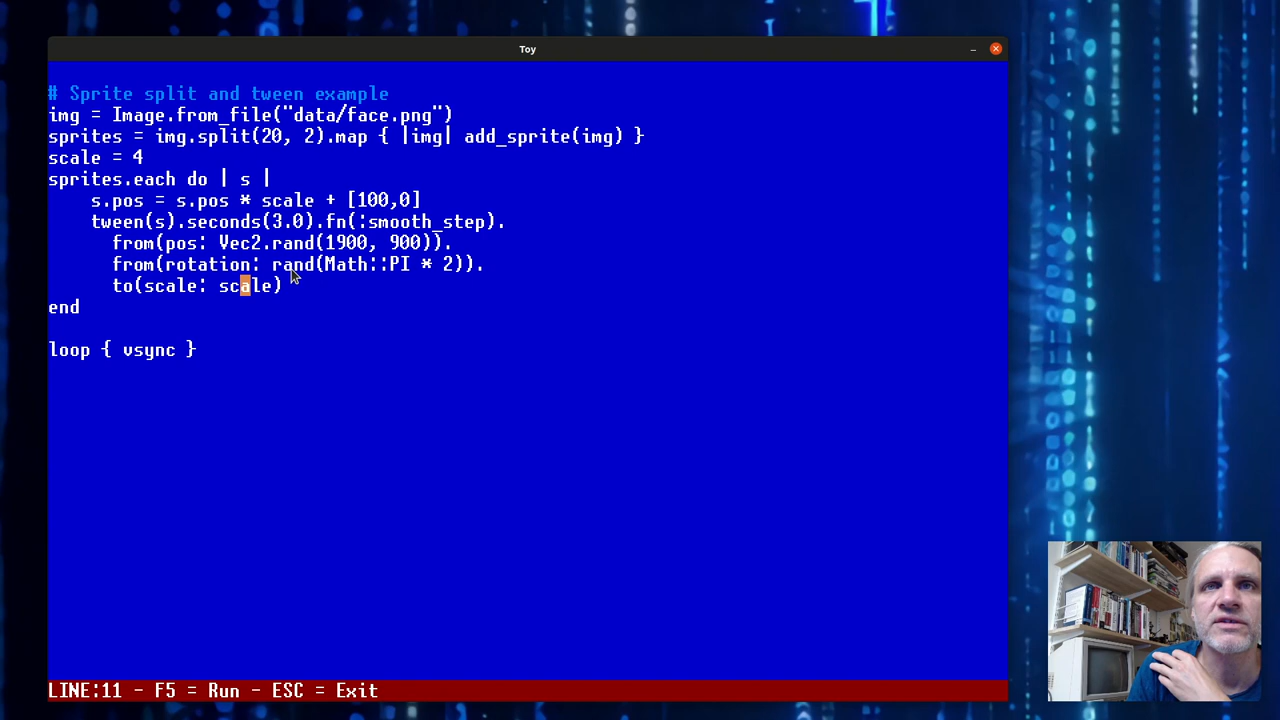 Toy
# Sprite split and tween example
img = Image.from_file("data/face.png")
sprites = img.split(20, 2).map { |img| add_sprite(img) }
scale = 4
sprites.each do | s |
    s.pos = s.pos * scale + [100,0]
    tween(s).seconds(3.0).fn(:smooth_step).
      from(pos: Vec2.rand(1900, 900)).
      from(rotation: rand(Math::PI * 2)).
      to(scale: scale)
end
loop { vsync }
LINE:11 - F5 = Run - ESC = Exit